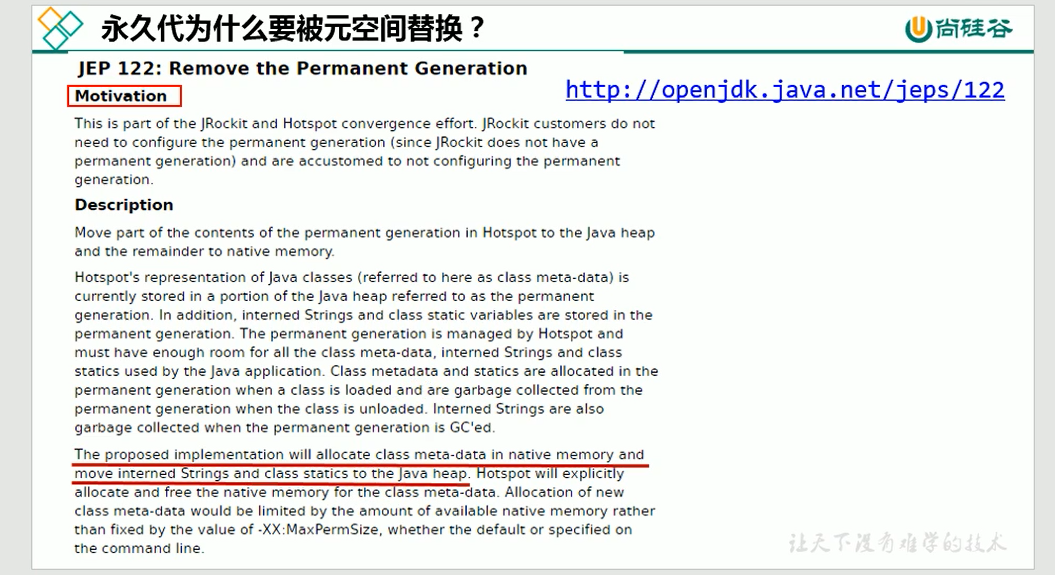 永久代为什么要被元空间替换？
尚硅谷
JEP 122: Remove the Permanent Generation
http://openjdk.java.net/jeps/122
Motivation
This is part of the JRockit and Hotspot convergence effort. JRockit customers do not
need to configure the permanent generation (since JRockit does not have a
permanent generation) and are accustomed to not configuring the permanent
generation.
Description
Move part of the contents of the permanent generation in Hotspot to the Java heap
and the remainder to native memory.
Hotspot's representation of Java classes (referred to here as class meta-data) is
currently stored in a portion of the Java heap referred to as the permanent
generation. In addition, interned Strings and class static variables are stored in the
permanent generation. The permanent generation is managed by Hotspot and
must have enough room for all the class meta-data, interned Strings and class
statics used by the Java application. Class metadata and statics are allocated in the
permanent generation when a class is loaded and are garbage collected from the
permanent generation when the class is unloaded. Interned Strings are also
garbage collected when the permanent generation is GC'ed.
The proposed implementation will allocate class meta-data in native memory and
move interned Strings and class statics to the Java heap. Hotspot will explicitly
allocate and free the native memory for the class meta-data. Allocation of new
class meta-data would be limited by the amount of available native memory rather
than fixed by the value of -XX:MaxPermSize, whether the default or specified on
the command line.
让天下没有难学的技术